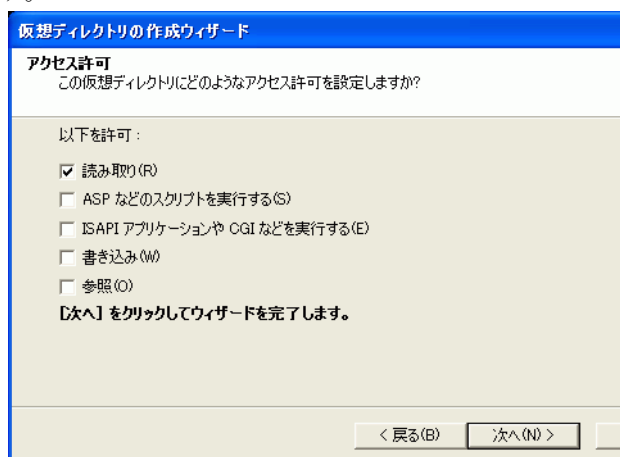 仮想ディレクトリの作成ウィザード
アクセス許可
この仮想ディレクトリにどのようなアクセス許可を設定しますか?
以下を許可：
読み取り(R)
ASP などのスクリプトを実行する(S)
ISAPI アプリケーションや CGI などを実行する(E)
書き込み(W)
参照(O)
[次へ] をクリックしてウィザードを完了します。
< 戻る(B) 次へ(N) >